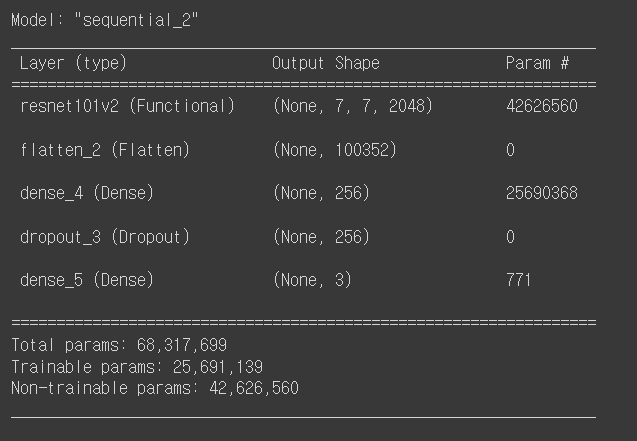 Model: "sequential_2"
Layer (type) Output Shape Param #
resnet101v2 (Functional) (None, 7, 7, 2048) 42626560
flatten_2 (Flatten) (None, 100352) 0
dense_4 (Dense) (None, 256) 25690368
dropout_3 (Dropout) (None, 256) 0
dense_5 (Dense) (None, 3) 771
Total params: 68,317,699
Trainable params: 25,691,139
Non-trainable params: 42,626,560